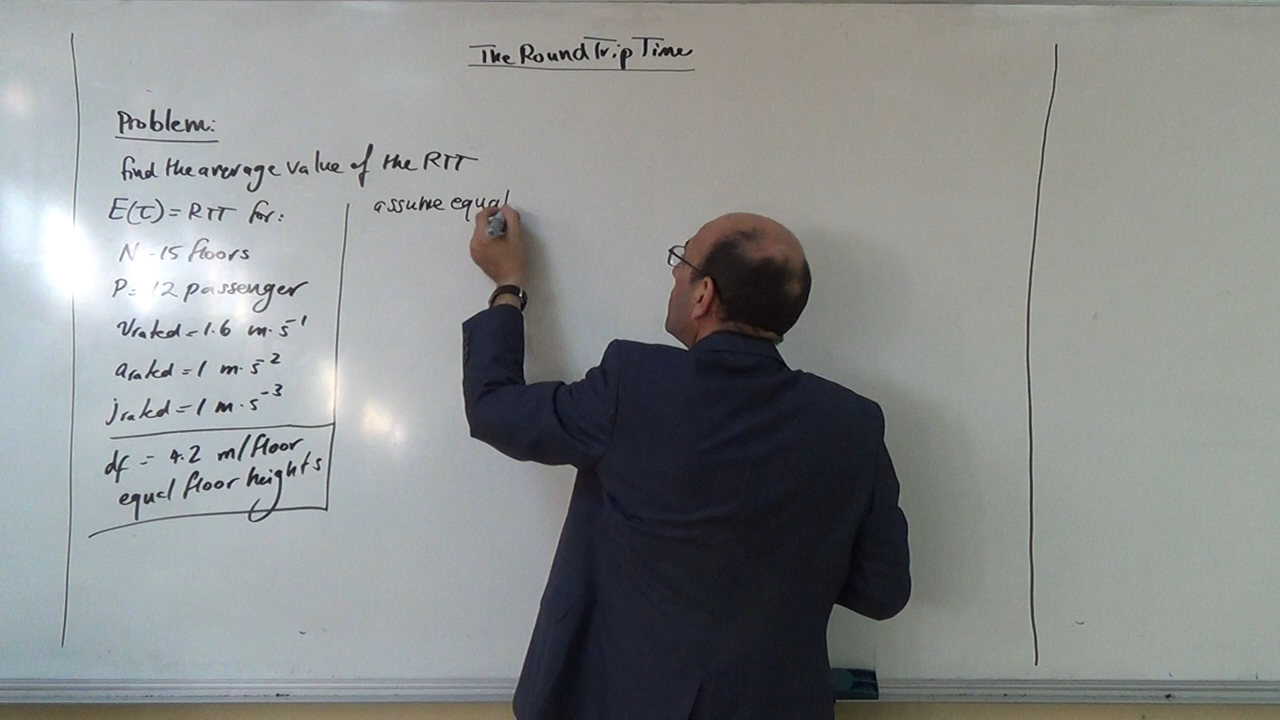 The Round Trip Time
Problem:
find the average value of the RTT
E(τ) = RTT for:
N = 15 floors
P = 12 passenger
vrated = 1.6 m·s⁻¹
arated = 1 m·s⁻²
jrated = 1 m·s⁻³
df = 4.2 m/floor
equal floor heights
assume equal